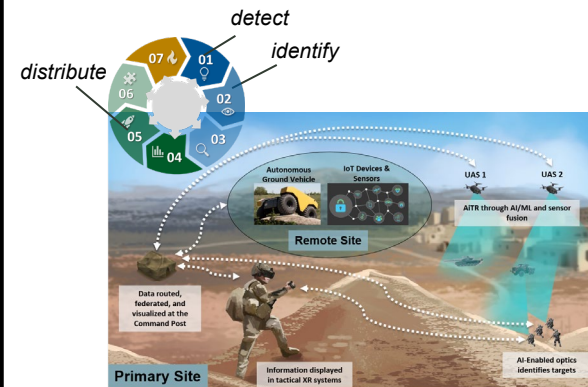 detect
identify
distribute
07
01
02
03
04
05
06
Autonomous
Ground Vehicle
IoT Devices &
Sensors
Remote Site
UAS 1
UAS 2
AiTR through AI/ML and sensor
fusion
Data routed,
federated, and
visualized at the
Command Post
Primary Site
Information displayed
in tactical XR systems
AI-Enabled optics
identifies targets